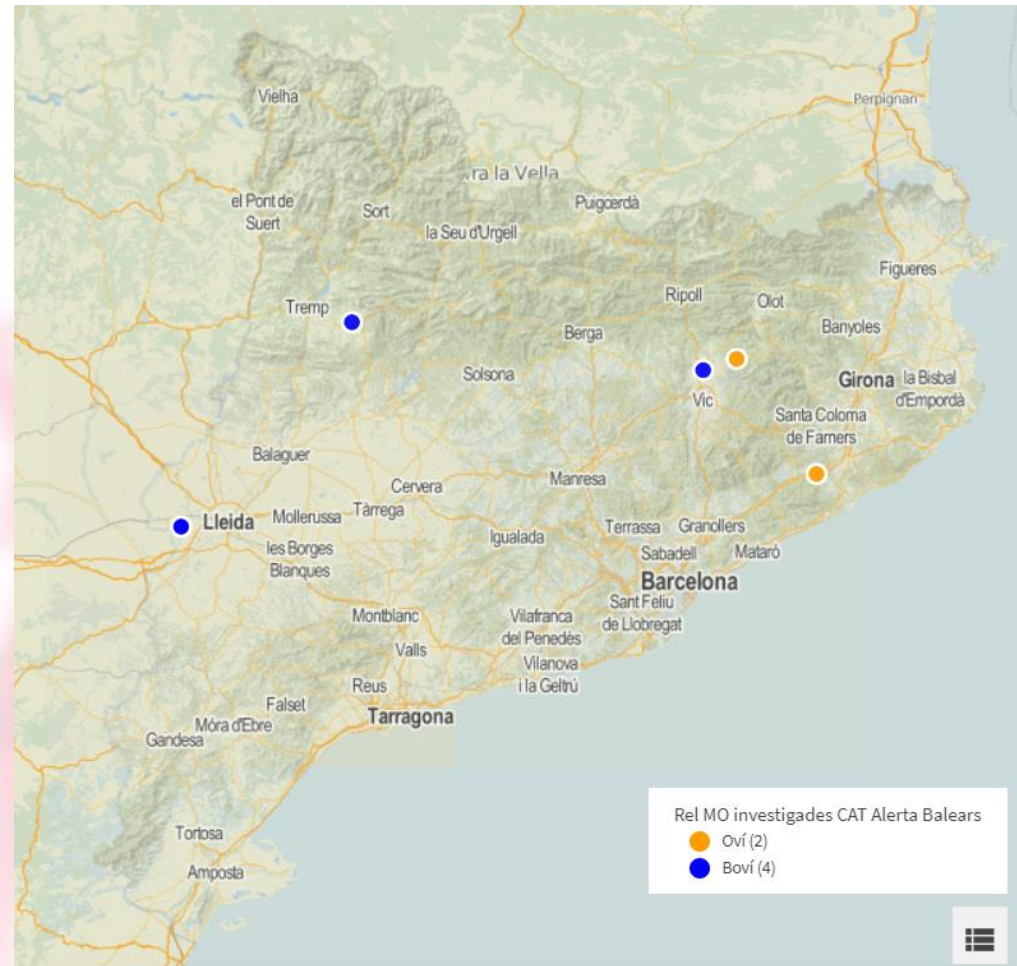 Vielha
Perpignan
ra la Vella
el Pont de
Suert
Sort
Puigcerdà
la Seu d'Urgell
Figueres
Tremp
Ripoll
Olot
Berga
Banyoles
Solsona
Girona
la Bisbal
d'Empordà
Vic
Santa Coloma
de Farners
Balaguer
Cervera
Manresa
Lleida
Mollerussa
Tàrrega
Igualada
Terrassa
Granollers
les Borges
Blanques
Sabadell
Mataró
Barcelona
Sant Feliu
de Llobregat
Montblanc
Vilafranca
del Penedès
Valls
Vilanova
i la Geltrú
Reus
Falset
Tarragona
Móra d'Ebre
Gandesa
Tortosa
Amposta
Rel MO investigades CAT Alerta Balears
Oví (2)
Boví (4)